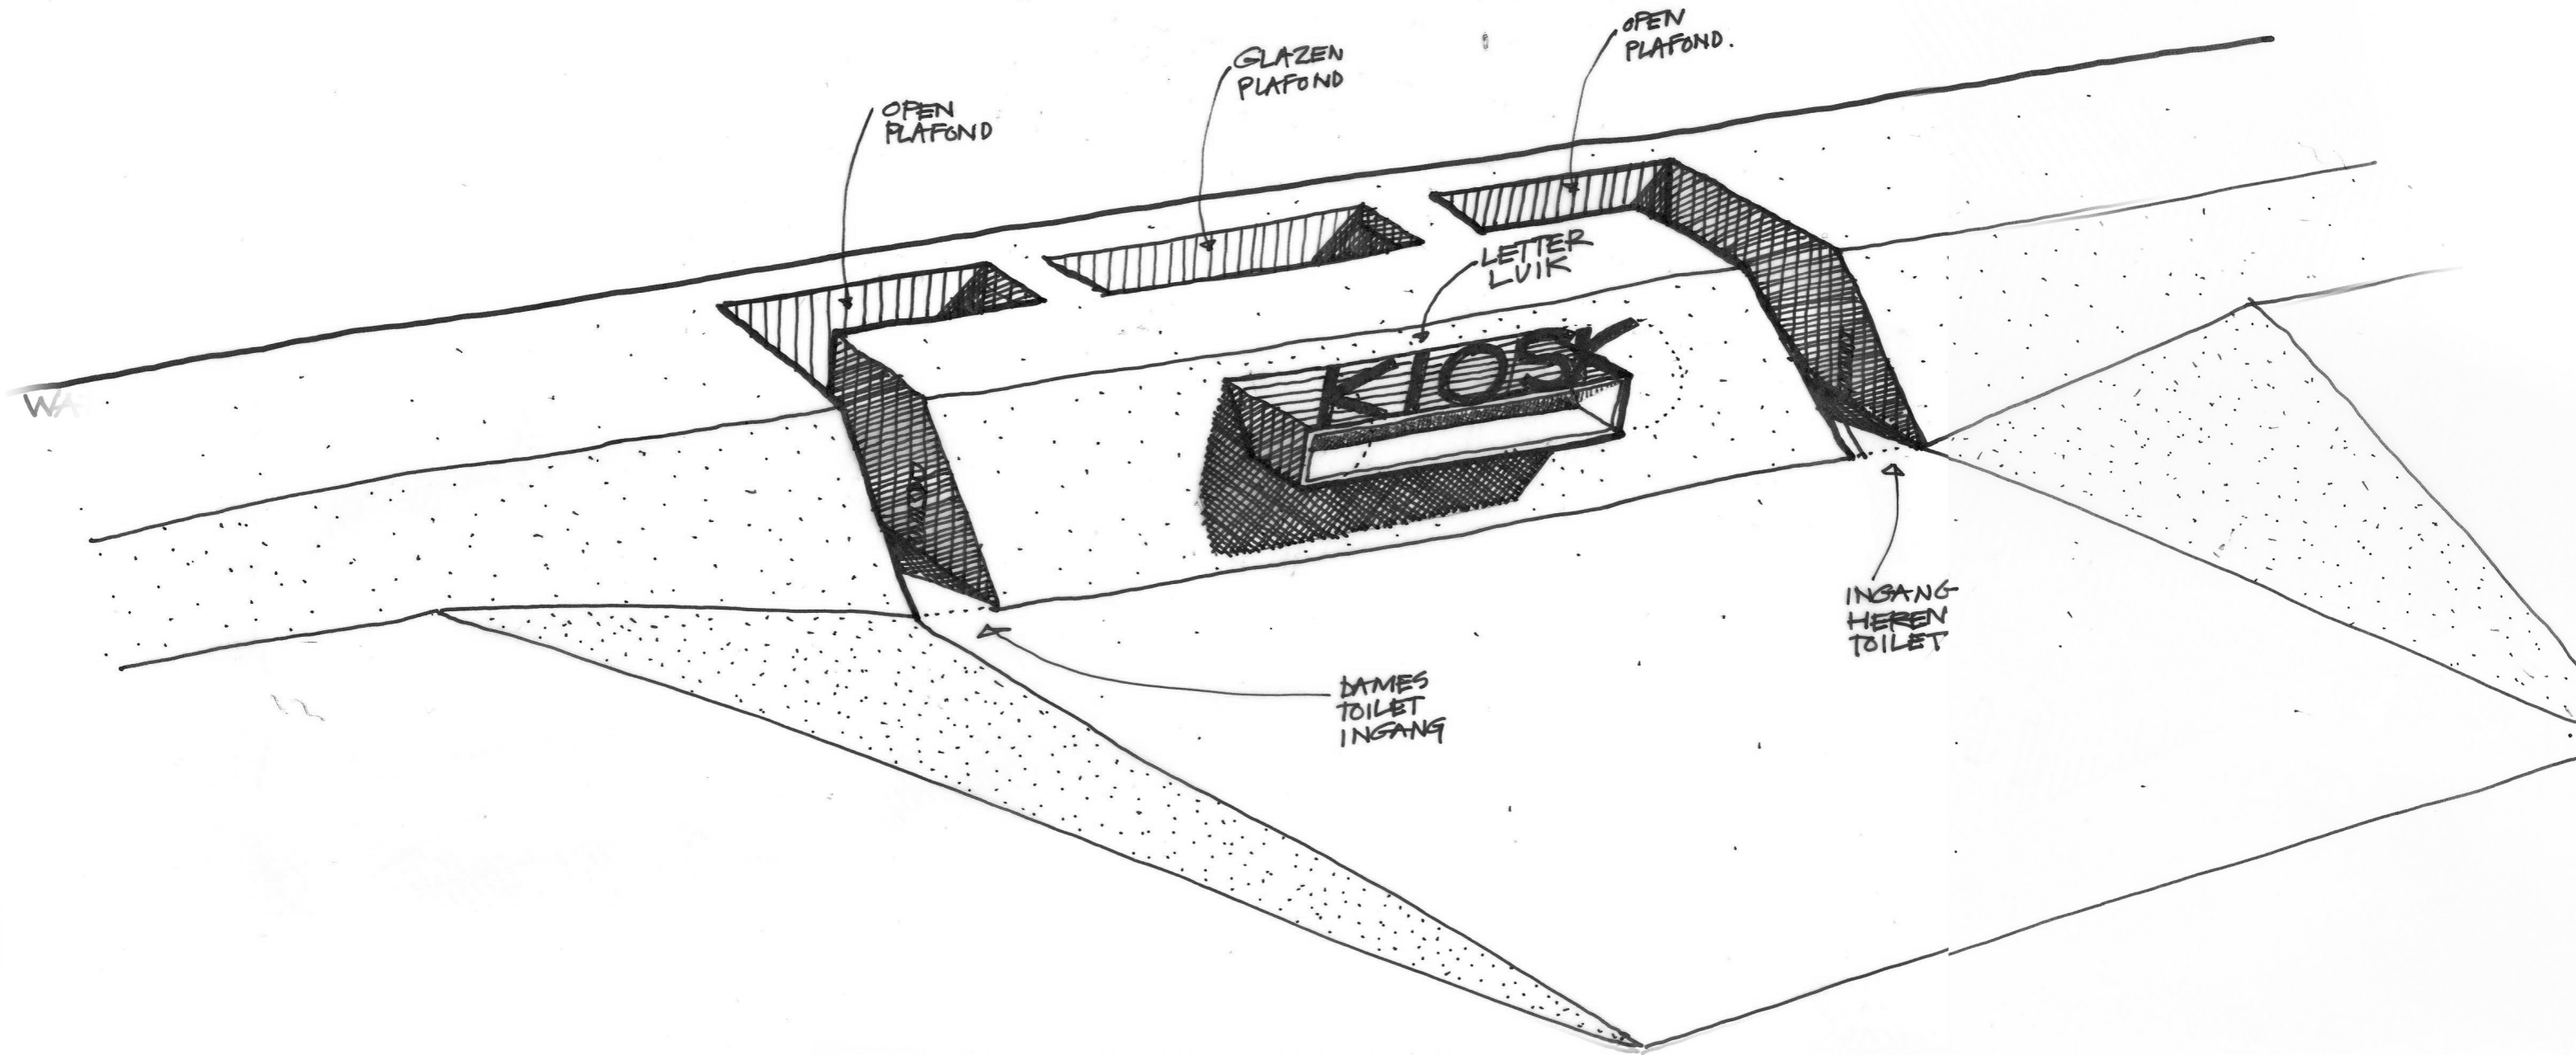 OPEN
PLAFOND.
GLAZEN
PLAFOND
OPEN
PLAFOND
LETTER
LUIK
KIOSK
INGANG
HEREN
TOILET
DAMES
TOILET
INGANG